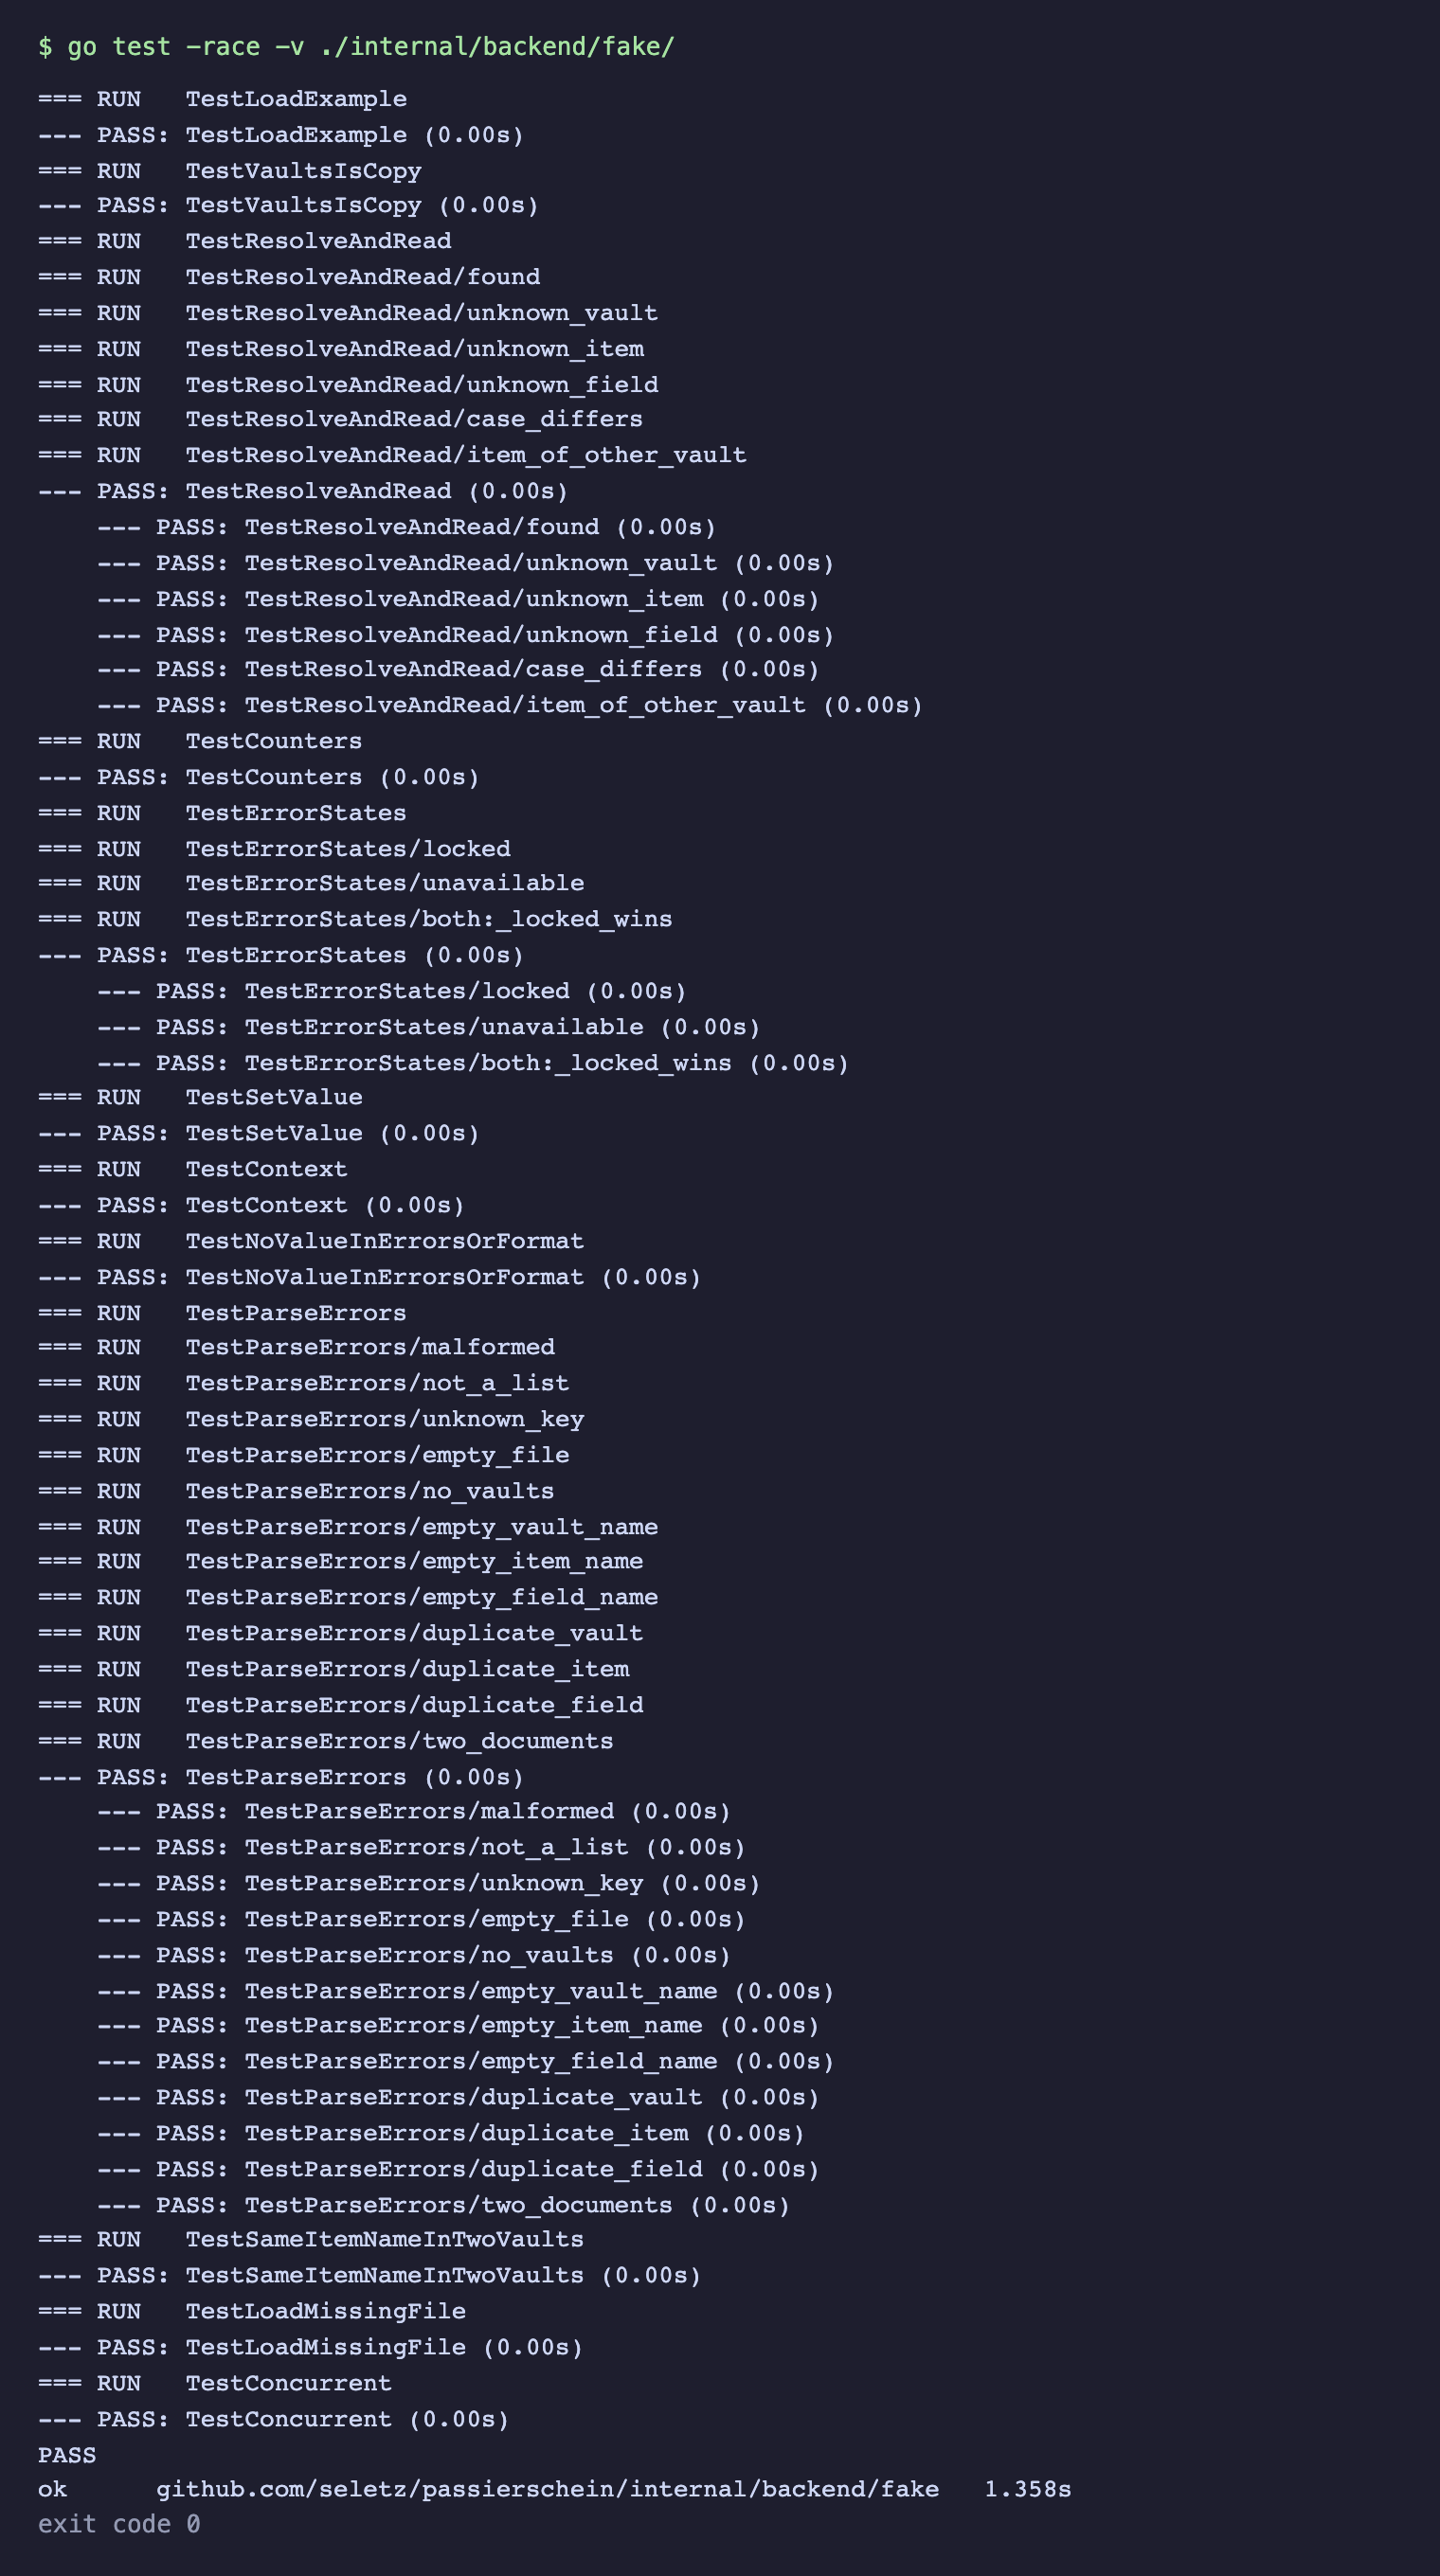 $ go test -race -v ./internal/backend/fake/
=== RUN   TestLoadExample
--- PASS: TestLoadExample (0.00s)
=== RUN   TestVaultsIsCopy
--- PASS: TestVaultsIsCopy (0.00s)
=== RUN   TestResolveAndRead
=== RUN   TestResolveAndRead/found
=== RUN   TestResolveAndRead/unknown_vault
=== RUN   TestResolveAndRead/unknown_item
=== RUN   TestResolveAndRead/unknown_field
=== RUN   TestResolveAndRead/case_differs
=== RUN   TestResolveAndRead/item_of_other_vault
--- PASS: TestResolveAndRead (0.00s)
    --- PASS: TestResolveAndRead/found (0.00s)
    --- PASS: TestResolveAndRead/unknown_vault (0.00s)
    --- PASS: TestResolveAndRead/unknown_item (0.00s)
    --- PASS: TestResolveAndRead/unknown_field (0.00s)
    --- PASS: TestResolveAndRead/case_differs (0.00s)
    --- PASS: TestResolveAndRead/item_of_other_vault (0.00s)
=== RUN   TestCounters
--- PASS: TestCounters (0.00s)
=== RUN   TestErrorStates
=== RUN   TestErrorStates/locked
=== RUN   TestErrorStates/unavailable
=== RUN   TestErrorStates/both:_locked_wins
--- PASS: TestErrorStates (0.00s)
    --- PASS: TestErrorStates/locked (0.00s)
    --- PASS: TestErrorStates/unavailable (0.00s)
    --- PASS: TestErrorStates/both:_locked_wins (0.00s)
=== RUN   TestSetValue
--- PASS: TestSetValue (0.00s)
=== RUN   TestContext
--- PASS: TestContext (0.00s)
=== RUN   TestNoValueInErrorsOrFormat
--- PASS: TestNoValueInErrorsOrFormat (0.00s)
=== RUN   TestParseErrors
=== RUN   TestParseErrors/malformed
=== RUN   TestParseErrors/not_a_list
=== RUN   TestParseErrors/unknown_key
=== RUN   TestParseErrors/empty_file
=== RUN   TestParseErrors/no_vaults
=== RUN   TestParseErrors/empty_vault_name
=== RUN   TestParseErrors/empty_item_name
=== RUN   TestParseErrors/empty_field_name
=== RUN   TestParseErrors/duplicate_vault
=== RUN   TestParseErrors/duplicate_item
=== RUN   TestParseErrors/duplicate_field
=== RUN   TestParseErrors/two_documents
--- PASS: TestParseErrors (0.00s)
    --- PASS: TestParseErrors/malformed (0.00s)
    --- PASS: TestParseErrors/not_a_list (0.00s)
    --- PASS: TestParseErrors/unknown_key (0.00s)
    --- PASS: TestParseErrors/empty_file (0.00s)
    --- PASS: TestParseErrors/no_vaults (0.00s)
    --- PASS: TestParseErrors/empty_vault_name (0.00s)
    --- PASS: TestParseErrors/empty_item_name (0.00s)
    --- PASS: TestParseErrors/empty_field_name (0.00s)
    --- PASS: TestParseErrors/duplicate_vault (0.00s)
    --- PASS: TestParseErrors/duplicate_item (0.00s)
    --- PASS: TestParseErrors/duplicate_field (0.00s)
    --- PASS: TestParseErrors/two_documents (0.00s)
=== RUN   TestSameItemNameInTwoVaults
--- PASS: TestSameItemNameInTwoVaults (0.00s)
=== RUN   TestLoadMissingFile
--- PASS: TestLoadMissingFile (0.00s)
=== RUN   TestConcurrent
--- PASS: TestConcurrent (0.00s)
PASS
ok      github.com/seletz/passierschein/internal/backend/fake   1.358s
exit code 0